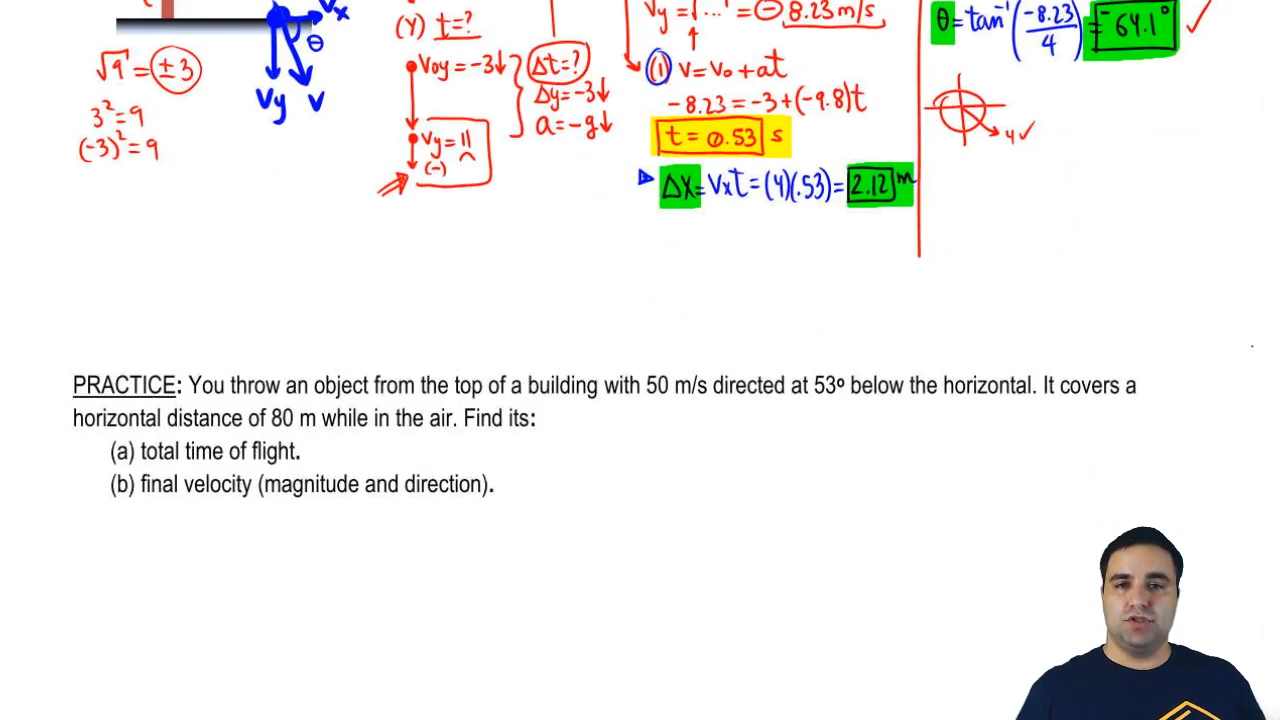 Vx
θ
Vy V
√9 = ±3
3² = 9
(-3)² = 9
(Y) t=?
Voy = -3↓
Δt=?
Δy = -3↓
a = -g↓
Vy =
(-)
Vy = √...' = ⊖ 8.23 m/s
(1) V = Vo + at
-8.23 = -3 + (-9.8)t
t = 0.53 s
Δx = Vxt = (4)(.53) = 2.12 m
θ = tan⁻¹(-8.23/4) = -64.1° ✓
4 ✓
PRACTICE: You throw an object from the top of a building with 50 m/s directed at 53º below the horizontal. It covers a
horizontal distance of 80 m while in the air. Find its:
(a) total time of flight.
(b) final velocity (magnitude and direction).